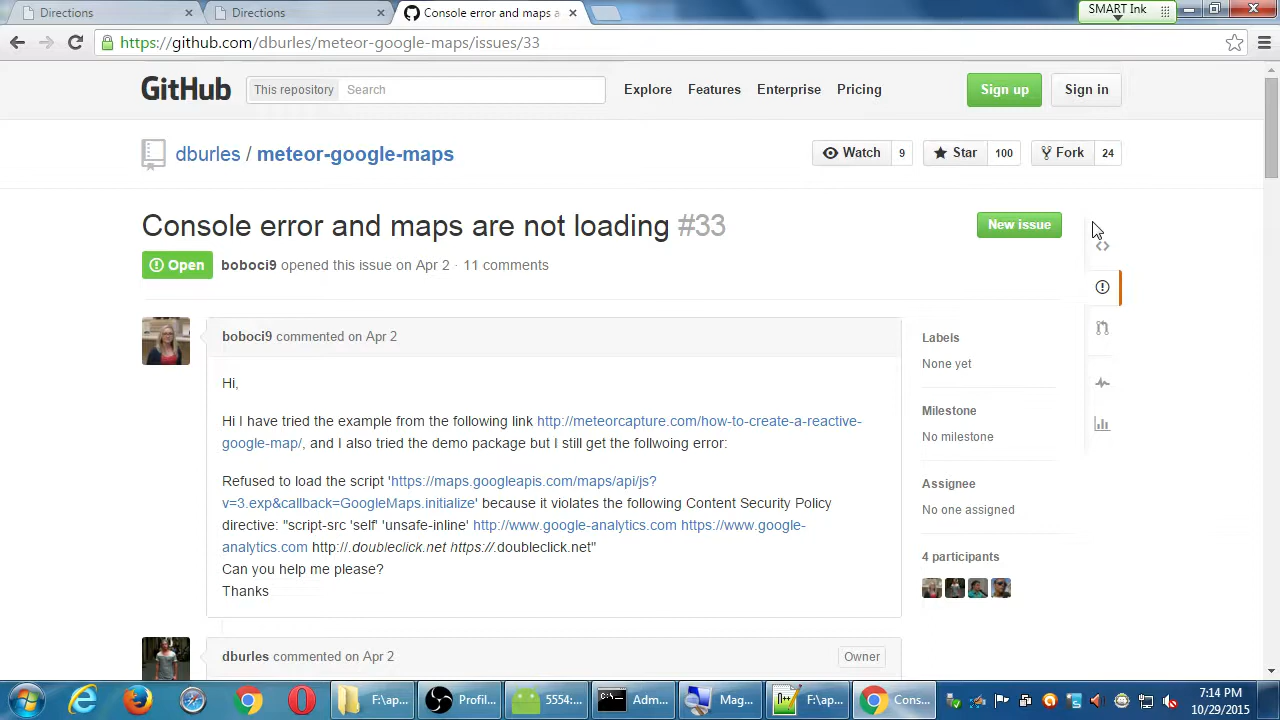 Directions
Directions
Console error and maps a
SMART Ink
https://github.com/dburles/meteor-google-maps/issues/33
GitHub
This repository
Search
Explore
Features
Enterprise
Pricing
Sign up
Sign in
dburles / meteor-google-maps
Watch 9
Star 100
Fork 24
Console error and maps are not loading #33
New issue
Open boboci9 opened this issue on Apr 2 · 11 comments
boboci9 commented on Apr 2
Hi,
Hi I have tried the example from the following link http://meteorcapture.com/how-to-create-a-reactive-
google-map/, and I also tried the demo package but I still get the follwoing error:
Refused to load the script 'https://maps.googleapis.com/maps/api/js?
v=3.exp&callback=GoogleMaps.initialize' because it violates the following Content Security Policy
directive: "script-src 'self' 'unsafe-inline' http://www.google-analytics.com https://www.google-
analytics.com http://.doubleclick.net https://.doubleclick.net"
Can you help me please?
Thanks
Labels
None yet
Milestone
No milestone
Assignee
No one assigned
4 participants
dburles commented on Apr 2
Owner
F:\ap...
Profil...
5554:...
Adm...
Mag...
F:\ap...
Cons...
7:14 PM
10/29/2015